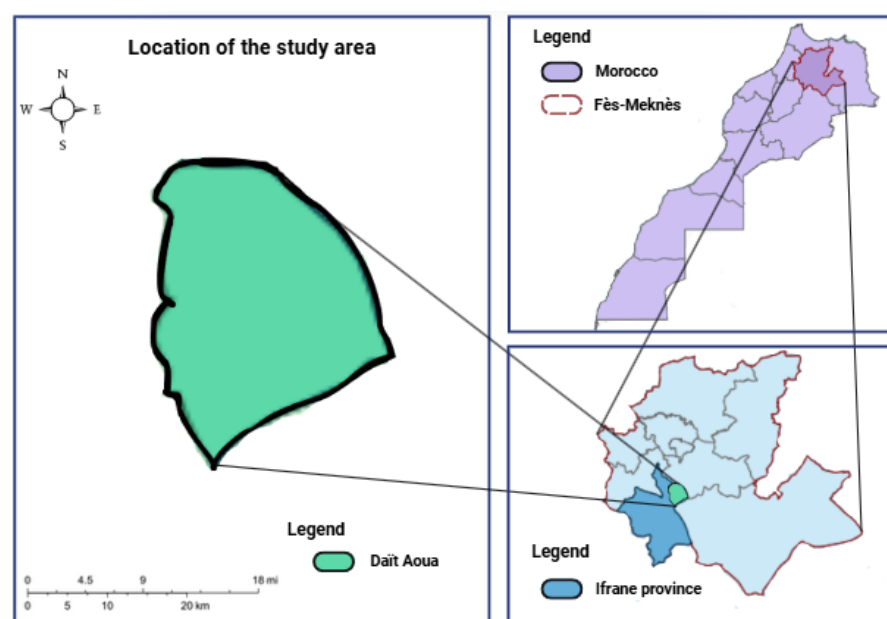 Location of the study area
N
W E
S
Legend
Daït Aoua
0 4.5 9 18 mi
0 5 10 20 km
Legend
Morocco
Fès-Meknès
Legend
Ifrane province